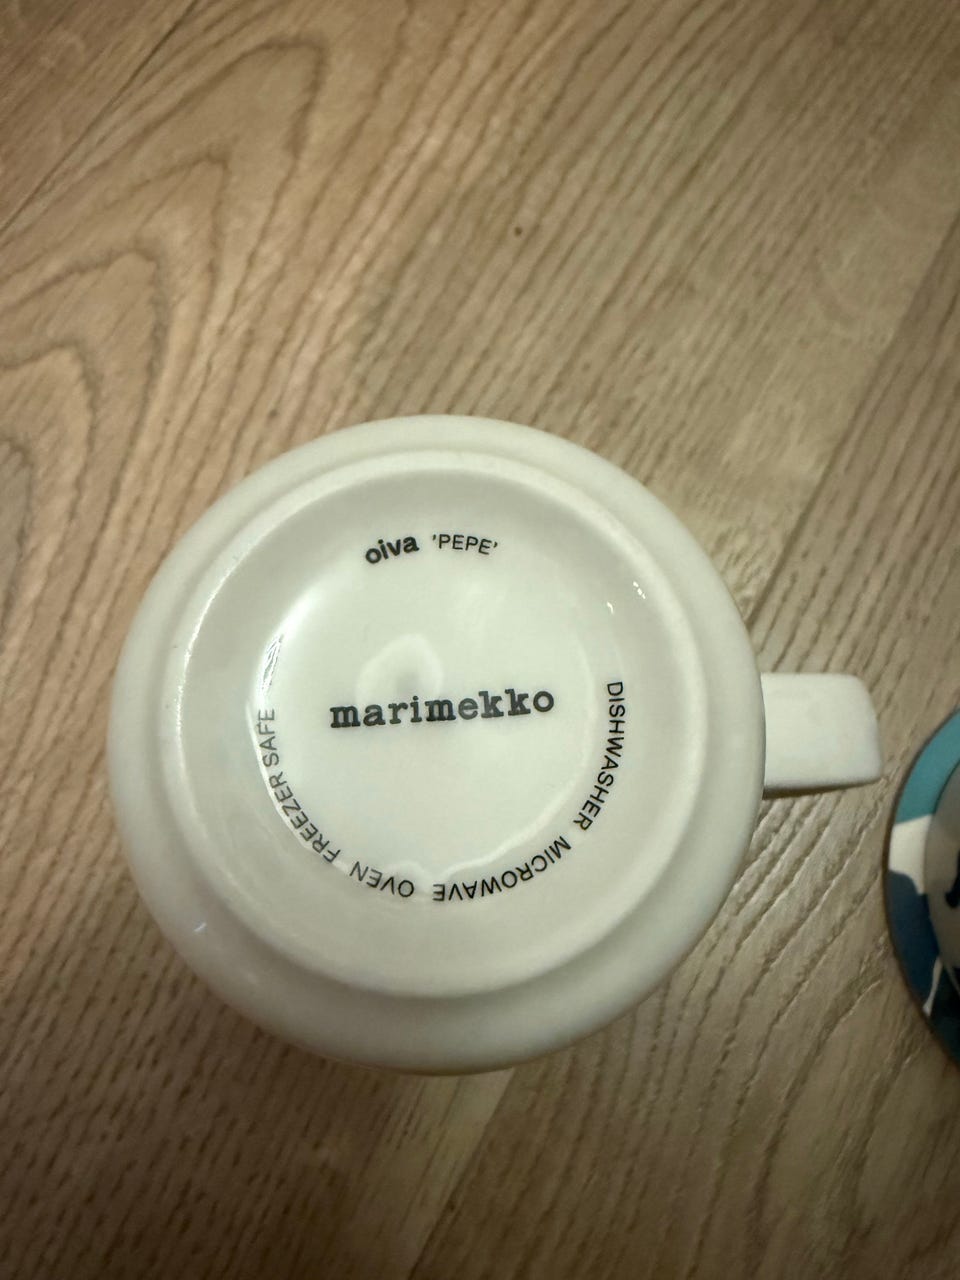 oiva 'PEPE'
marimekko
DISHWASHER MICROWAVE OVEN FREEZER SAFE